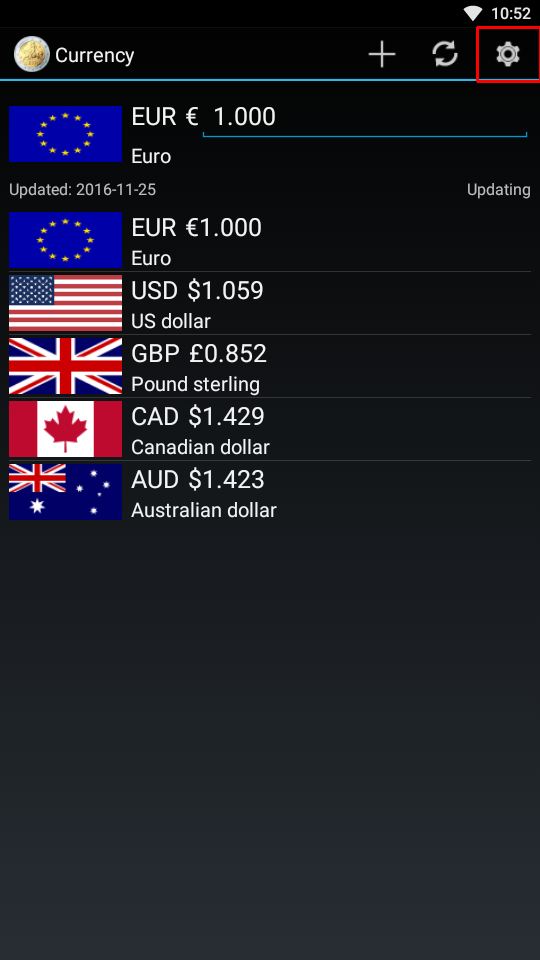 10:52
Currency
EUR € 1.000
Euro
Updated: 2016-11-25 Updating
EUR €1.000
Euro
USD $1.059
US dollar
GBP £0.852
Pound sterling
CAD $1.429
Canadian dollar
AUD $1.423
Australian dollar